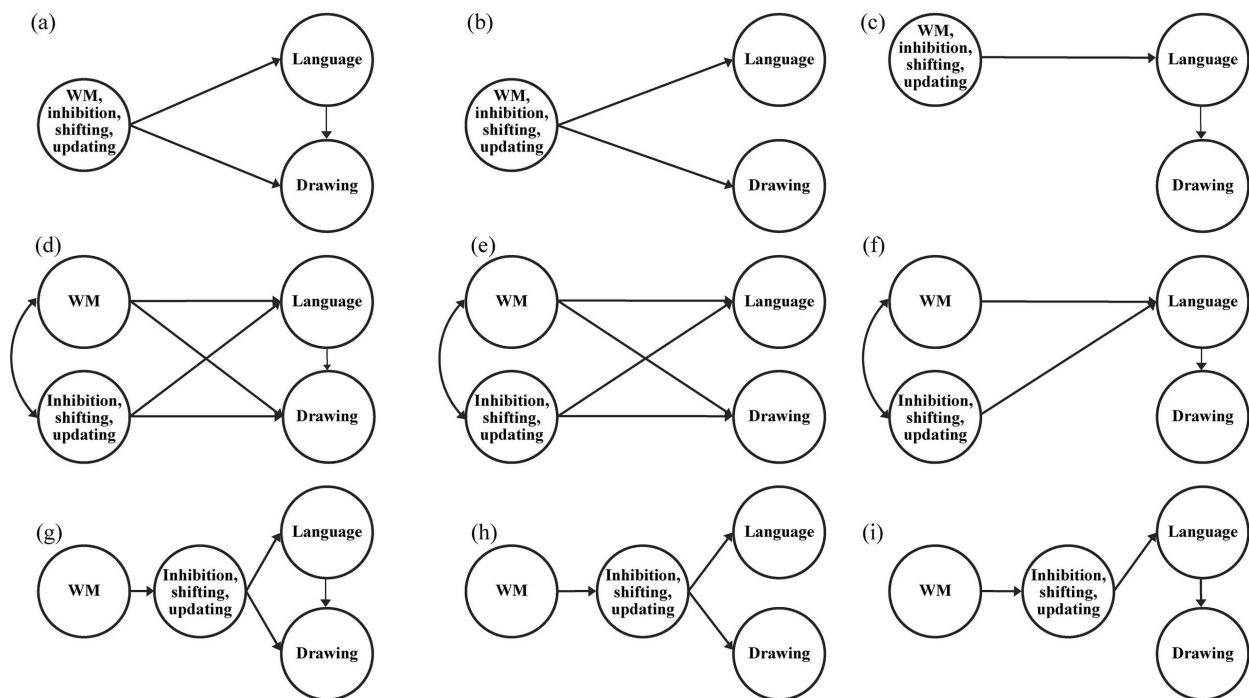 (a)
WM,
inhibition,
shifting,
updating
Language
Drawing
(b)
WM,
inhibition,
shifting,
updating
Language
Drawing
(c)
WM,
inhibition,
shifting,
updating
Language
Drawing
(d)
WM
Inhibition,
shifting,
updating
Language
Drawing
(e)
WM
Inhibition,
shifting,
updating
Language
Drawing
(f)
WM
Inhibition,
shifting,
updating
Language
Drawing
(g)
WM
Inhibition,
shifting,
updating
Language
Drawing
(h)
WM
Inhibition,
shifting,
updating
Language
Drawing
(i)
WM
Inhibition,
shifting,
updating
Language
Drawing